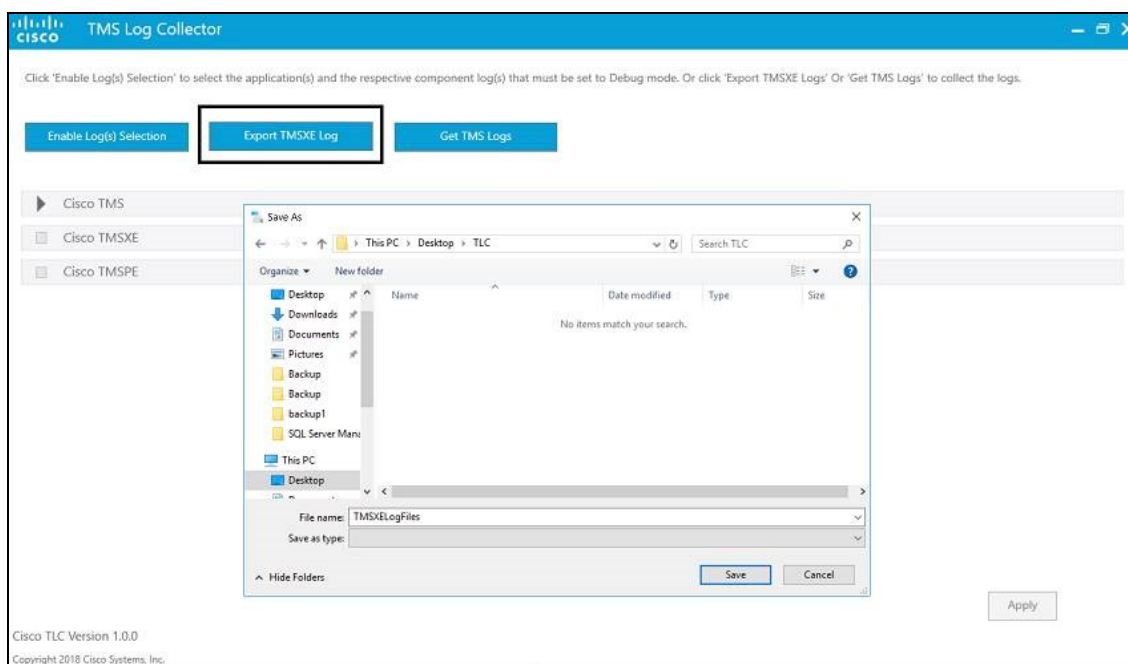 CISCO TMS Log Collector
Click 'Enable Log(s) Selection' to select the application(s) and the respective component log(s) that must be set to Debug mode. Or click 'Export TMSXE Logs' Or 'Get TMS Logs' to collect the logs.
Enable Log(s) Selection
Export TMSXE Log
Get TMS Logs
Cisco TMS
Cisco TMSXE
Cisco TMSPE
Save As
This PC > Desktop > TLC
Search TLC
Organize
New folder
Name
Date modified
Type
Size
No items match your search.
Desktop
Downloads
Documents
Pictures
Backup
Backup
backup1
SQL Server Mana
This PC
Desktop
File name: TMSXELogFiles
Save as type:
Hide Folders
Save
Cancel
Apply
Cisco TLC Version 1.0.0
Copyright 2018 Cisco Systems, Inc.